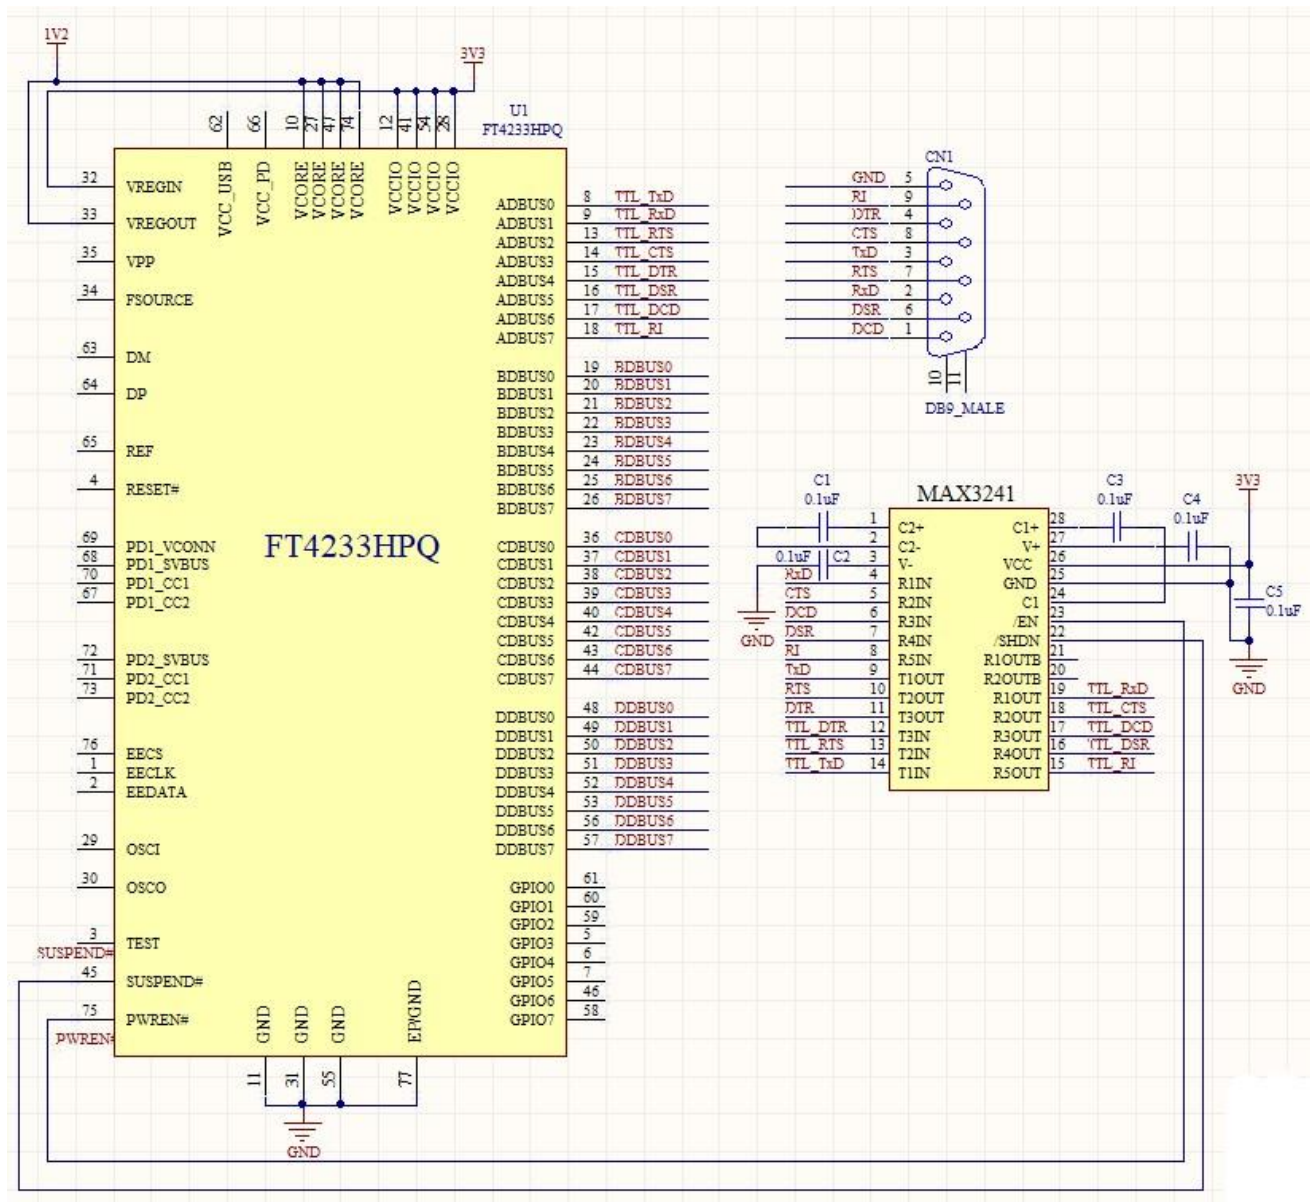 1V2
3V3
U1
FT4233HPQ
62 66 10 27 47 74 12 41 54 28
VCC_USB VCC_PD VCORE VCORE VCORE VCORE VCCIO VCCIO VCCIO VCCIO
32 VREGIN
33 VREGOUT
35 VPP
34 FSOURCE
63 DM
64 DP
65 REF
4 RESET#
69 PD1_VCONN
68 PD1_SVBUS
70 PD1_CC1
67 PD1_CC2
72 PD2_SVBUS
71 PD2_CC1
73 PD2_CC2
76 EECS
1 EECLK
2 EEDATA
29 OSCI
30 OSCO
3 TEST
SUSPEND#
45 SUSPEND#
75 PWREN#
PWREN#
FT4233HPQ
ADBUS0 8 TTL_TxD
ADBUS1 9 TTL_RxD
ADBUS2 13 TTL_RTS
ADBUS3 14 TTL_CTS
ADBUS4 15 TTL_DTR
ADBUS5 16 TTL_DSR
ADBUS6 17 TTL_DCD
ADBUS7 18 TTL_RI
BDBUS0 19 BDBUS0
BDBUS1 20 BDBUS1
BDBUS2 21 BDBUS2
BDBUS3 22 BDBUS3
BDBUS4 23 BDBUS4
BDBUS5 24 BDBUS5
BDBUS6 25 BDBUS6
BDBUS7 26 BDBUS7
CDBUS0 36 CDBUS0
CDBUS1 37 CDBUS1
CDBUS2 38 CDBUS2
CDBUS3 39 CDBUS3
CDBUS4 40 CDBUS4
CDBUS5 42 CDBUS5
CDBUS6 43 CDBUS6
CDBUS7 44 CDBUS7
DDBUS0 48 DDBUS0
DDBUS1 49 DDBUS1
DDBUS2 50 DDBUS2
DDBUS3 51 DDBUS3
DDBUS4 52 DDBUS4
DDBUS5 53 DDBUS5
DDBUS6 56 DDBUS6
DDBUS7 57 DDBUS7
GPIO0 61
GPIO1 60
GPIO2 59
GPIO3 5
GPIO4 6
GPIO5 7
GPIO6 46
GPIO7 58
GND GND GND EP/GND
11 31 55 77
GND
CN1
GND 5
RI 9
DTR 4
CTS 8
TxD 3
RTS 7
RxD 2
DSR 6
DCD 1
10 11
DB9_MALE
MAX3241
C1
0.1uF
0.1uF C2
GND
C3
0.1uF
C4
0.1uF
3V3
C5
0.1uF
GND
1 C2+
2 C2-
3 V-
RxD 4 R1IN
CTS 5 R2IN
DCD 6 R3IN
DSR 7 R4IN
RI 8 R5IN
TxD 9 T1OUT
RTS 10 T2OUT
DTR 11 T3OUT
TTL_DTR 12 T3IN
TTL_RTS 13 T2IN
TTL_TxD 14 T1IN
C1+ 28
V+ 27
VCC 26
GND 25
C1 24
/EN 23
/SHDN 22
R1OUTB 21
R2OUTB 20
R1OUT 19 TTL_RxD
R2OUT 18 TTL_CTS
R3OUT 17 TTL_DCD
R4OUT 16 TTL_DSR
R5OUT 15 TTL_RI